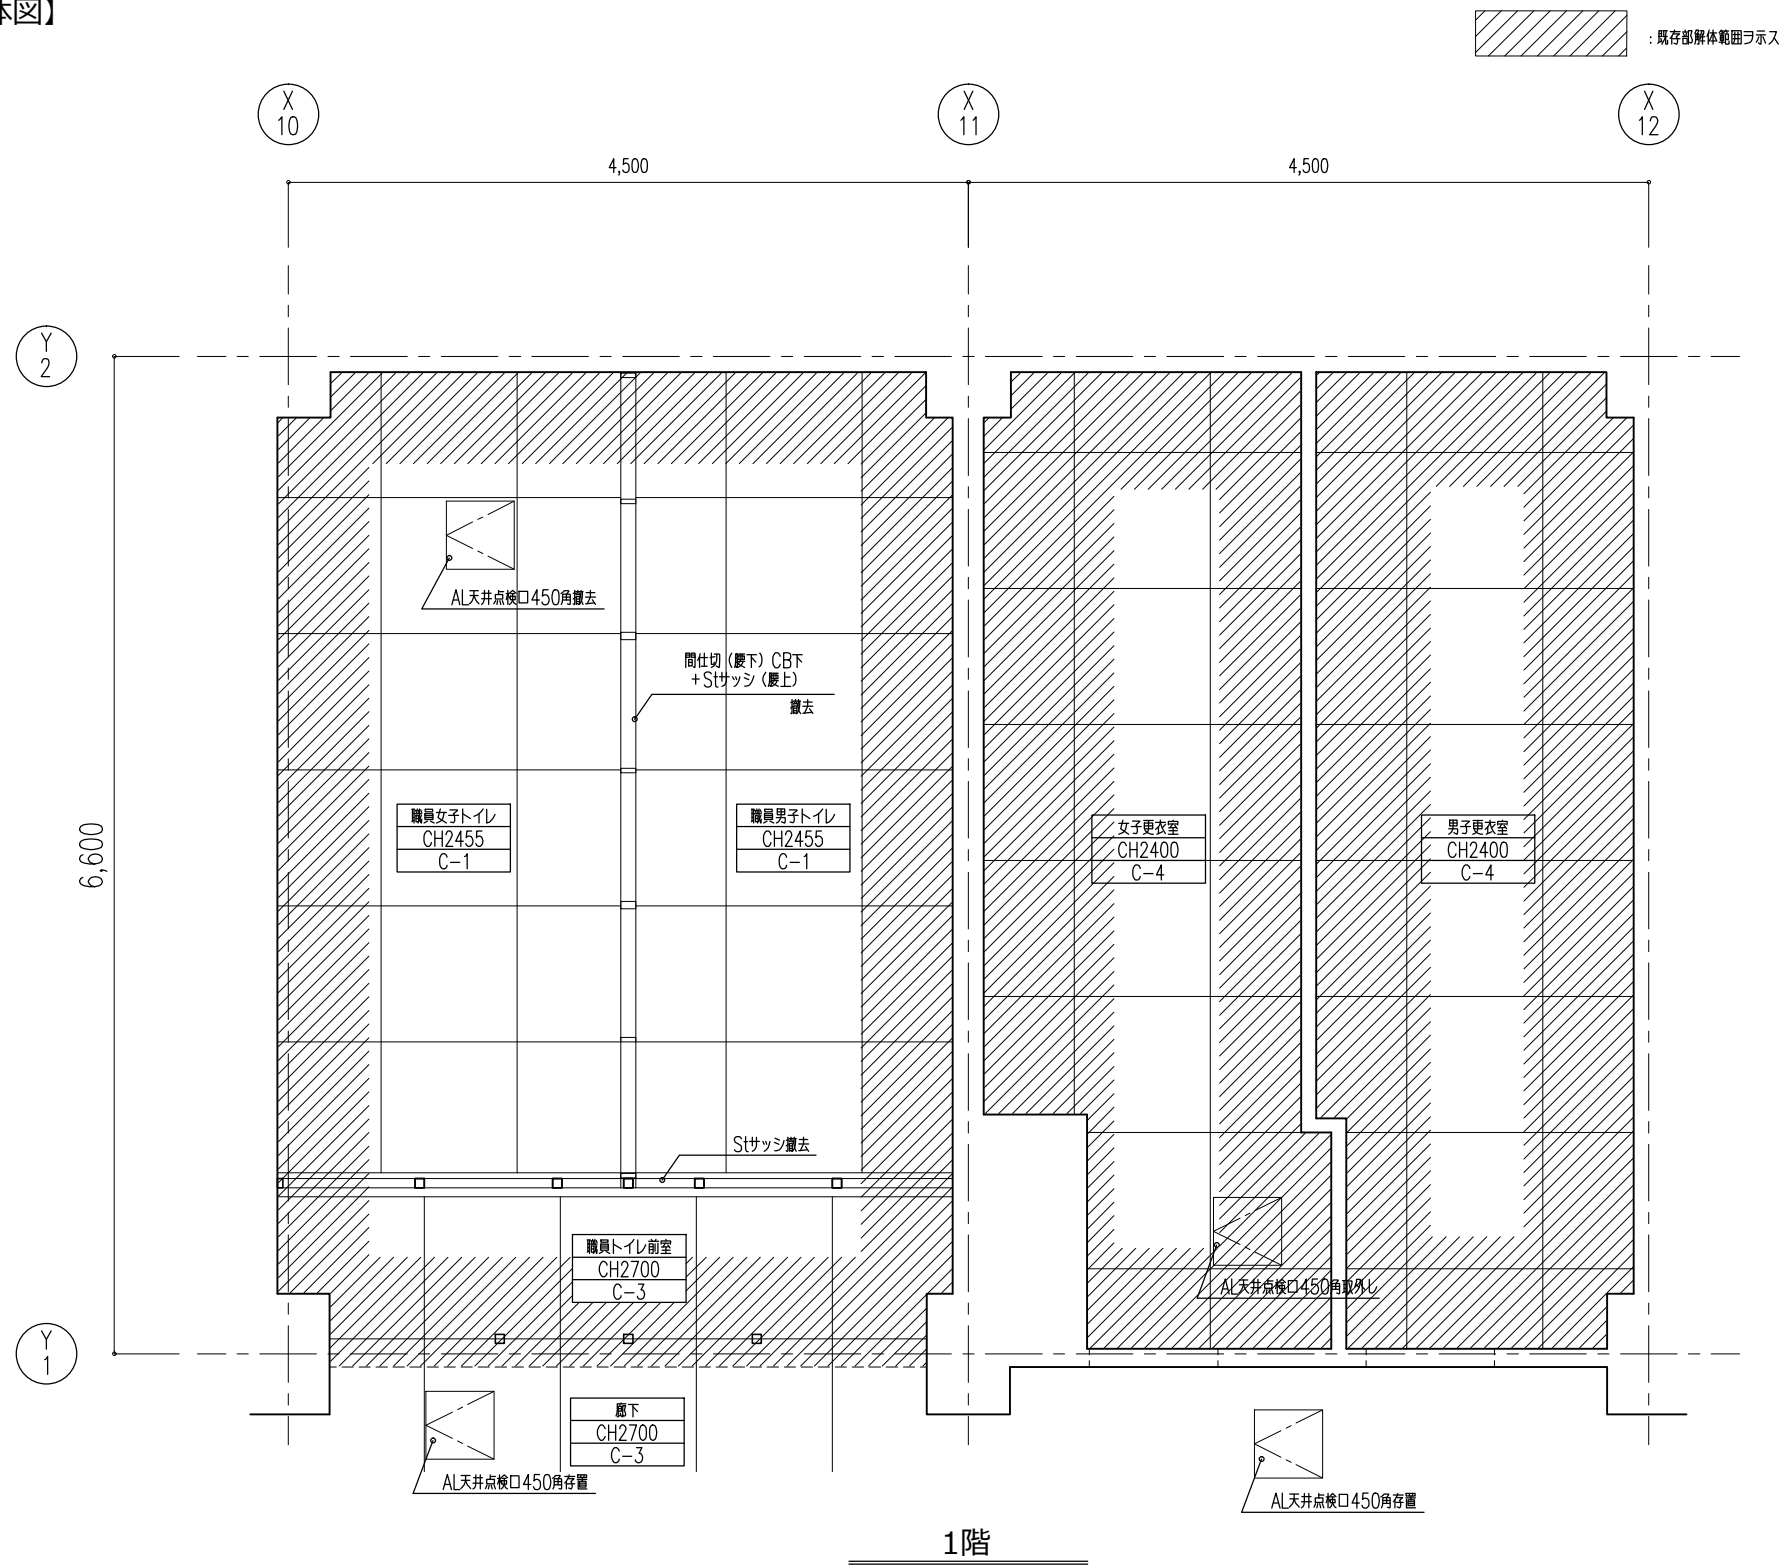 体図】
：既存部解体範囲ヲ示ス
X
10
X
11
X
12
4,500
4,500
Y
2
AL天井点検口450角撤去
間仕切（腰下）CB下
+Stサッシ（腰上）
撤去
職員女子トイレ
CH2455
C-1
職員男子トイレ
CH2455
C-1
女子更衣室
CH2400
C-4
男子更衣室
CH2400
C-4
6,600
Stサッシ撤去
職員トイレ前室
CH2700
C-3
AL天井点検口450角取外し
Y
1
廊下
CH2700
C-3
AL天井点検口450角存置
AL天井点検口450角存置
1階